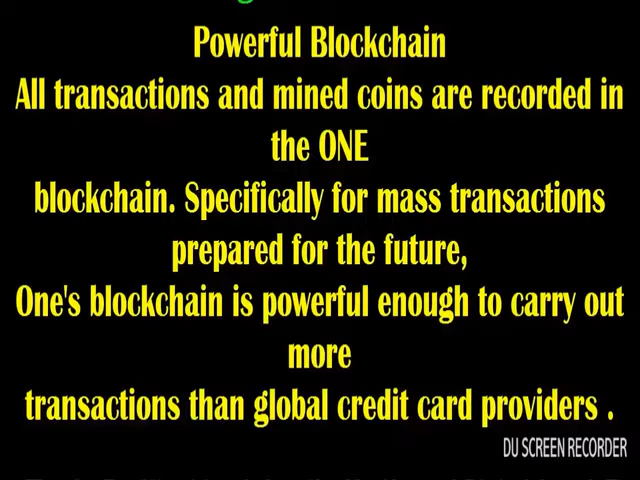 Powerful Blockchain
All transactions and mined coins are recorded in
the ONE
blockchain. Specifically for mass transactions
prepared for the future,
One's blockchain is powerful enough to carry out
more
transactions than global credit card providers .
DU SCREEN RECORDER